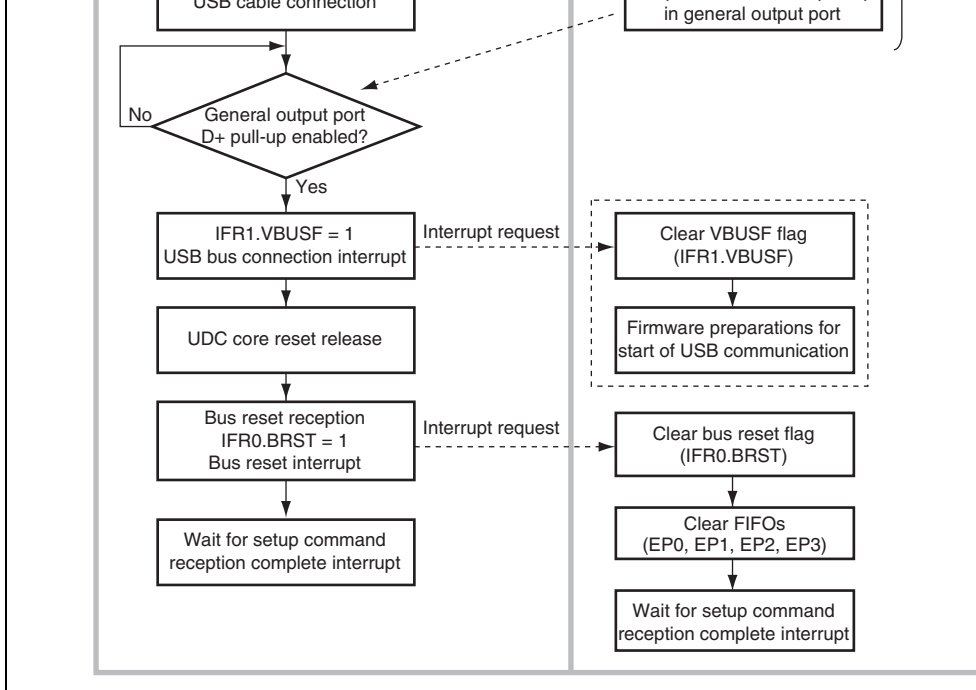 USB cable connection
in general output port
General output port
D+ pull-up enabled?
No
Yes
IFR1.VBUSF = 1
USB bus connection interrupt
Interrupt request
Clear VBUSF flag
(IFR1.VBUSF)
UDC core reset release
Firmware preparations for
start of USB communication
Bus reset reception
IFR0.BRST = 1
Bus reset interrupt
Interrupt request
Clear bus reset flag
(IFR0.BRST)
Wait for setup command
reception complete interrupt
Clear FIFOs
(EP0, EP1, EP2, EP3)
Wait for setup command
reception complete interrupt